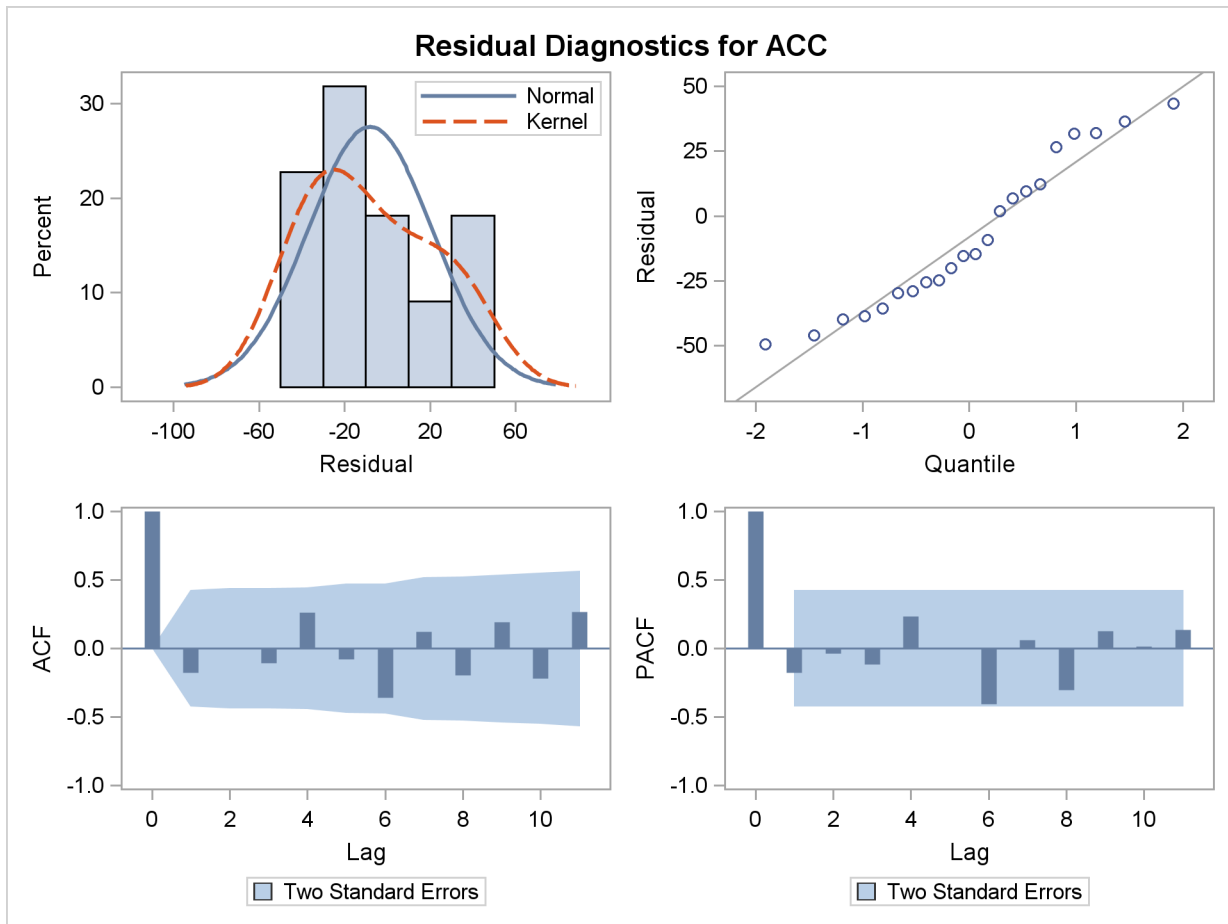 Residual Diagnostics for ACC
Normal
Kernel
Percent
30
20
10
0
-100 -60 -20 20 60
Residual
Residual
50
25
0
-25
-50
-2 -1 0 1 2
Quantile
ACF
1.0
0.5
0.0
-0.5
-1.0
0 2 4 6 8 10
Lag
Two Standard Errors
PACF
1.0
0.5
0.0
-0.5
-1.0
0 2 4 6 8 10
Lag
Two Standard Errors